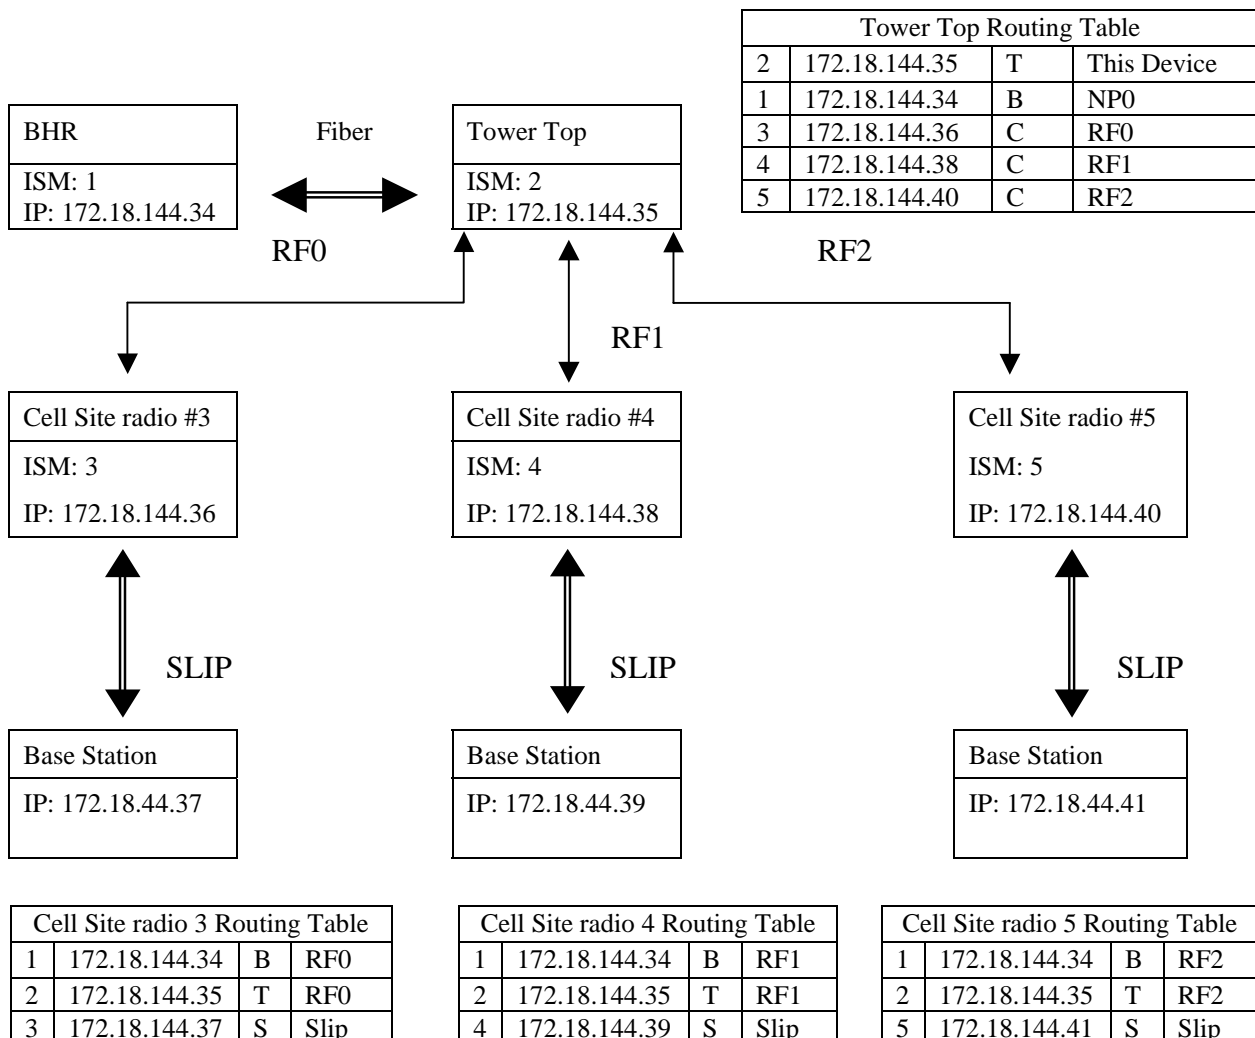 Tower Top Routing Table
2 172.18.144.35 T This Device
1 172.18.144.34 B NP0
3 172.18.144.36 C RF0
4 172.18.144.38 C RF1
5 172.18.144.40 C RF2
BHR
ISM: 1
IP: 172.18.144.34
Fiber
Tower Top
ISM: 2
IP: 172.18.144.35
RF0
RF2
RF1
Cell Site radio #3
ISM: 3
IP: 172.18.144.36
Cell Site radio #4
ISM: 4
IP: 172.18.144.38
Cell Site radio #5
ISM: 5
IP: 172.18.144.40
SLIP
SLIP
SLIP
Base Station
IP: 172.18.44.37
Base Station
IP: 172.18.44.39
Base Station
IP: 172.18.44.41
Cell Site radio 3 Routing Table
1 172.18.144.34 B RF0
2 172.18.144.35 T RF0
3 172.18.144.37 S Slip
Cell Site radio 4 Routing Table
1 172.18.144.34 B RF1
2 172.18.144.35 T RF1
4 172.18.144.39 S Slip
Cell Site radio 5 Routing Table
1 172.18.144.34 B RF2
2 172.18.144.35 T RF2
5 172.18.144.41 S Slip